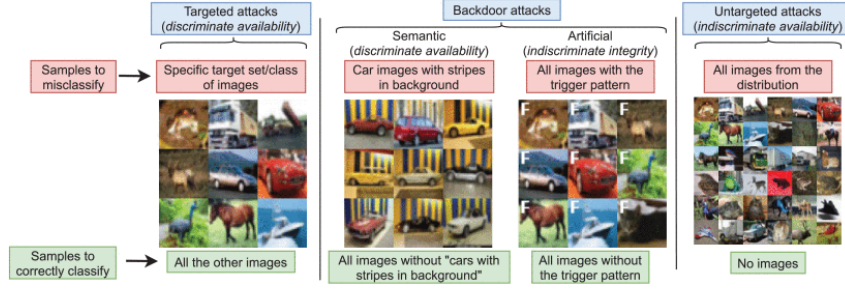 Targeted attacks
(discriminate availability)
Backdoor attacks
Untargeted attacks
(indiscriminate availability)
Semantic
(discriminate availability)
Artificial
(indiscriminate integrity)
Samples to
misclassify
Specific target set/class
of images
Car images with stripes
in background
All images with the
trigger pattern
All images from the
distribution
F F F
F F F
F F F
Samples to
correctly classify
All the other images
All images without "cars with
stripes in background"
All images without
the trigger pattern
No images